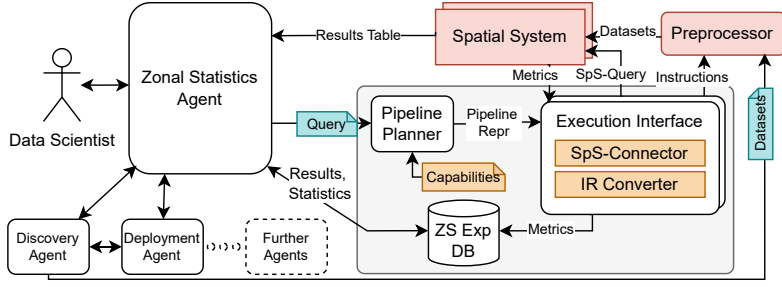 Results Table
Spatial System
Datasets
Preprocessor
Zonal Statistics
Agent
Metrics
SpS-Query
Instructions
Data Scientist
Query
Pipeline
Planner
Pipeline
Repr
Execution Interface
SpS-Connector
IR Converter
Datasets
Capabilities
Results,
Statistics
ZS Exp
DB
Metrics
Discovery
Agent
Deployment
Agent
Further
Agents